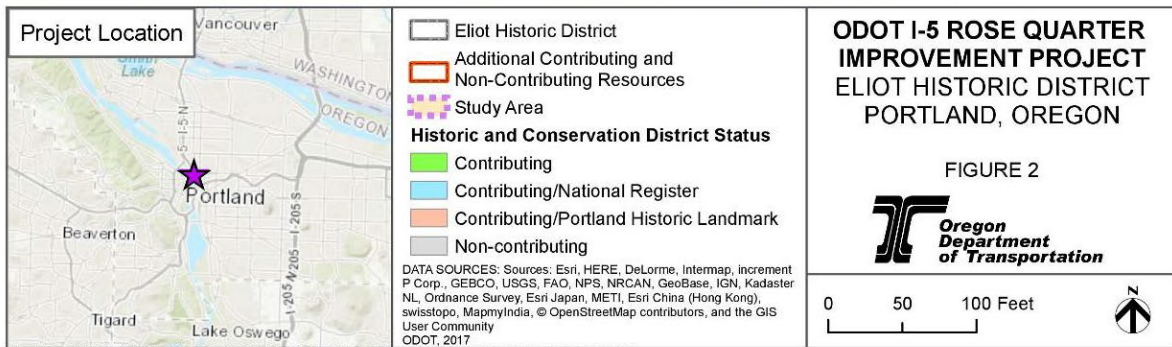 Project Location
Vancouver
Smith
Lake
WASHINGTON
OREGON
5—I-5-N
Portland
Beaverton
I-205 N
I-205—I-205 S
Tigard
Lake Oswego
Eliot Historic District
Additional Contributing and
Non-Contributing Resources
Study Area
Historic and Conservation District Status
Contributing
Contributing/National Register
Contributing/Portland Historic Landmark
Non-contributing
DATA SOURCES: Sources: Esri, HERE, DeLorme, Intermap, increment
P Corp., GEBCO, USGS, FAO, NPS, NRCAN, GeoBase, IGN, Kadaster
NL, Ordnance Survey, Esri Japan, METI, Esri China (Hong Kong),
swisstopo, MapmyIndia, © OpenStreetMap contributors, and the GIS
User Community
ODOT, 2017
ODOT I-5 ROSE QUARTER
IMPROVEMENT PROJECT
ELIOT HISTORIC DISTRICT
PORTLAND, OREGON
FIGURE 2
Oregon
Department
of Transportation
0 50 100 Feet
N